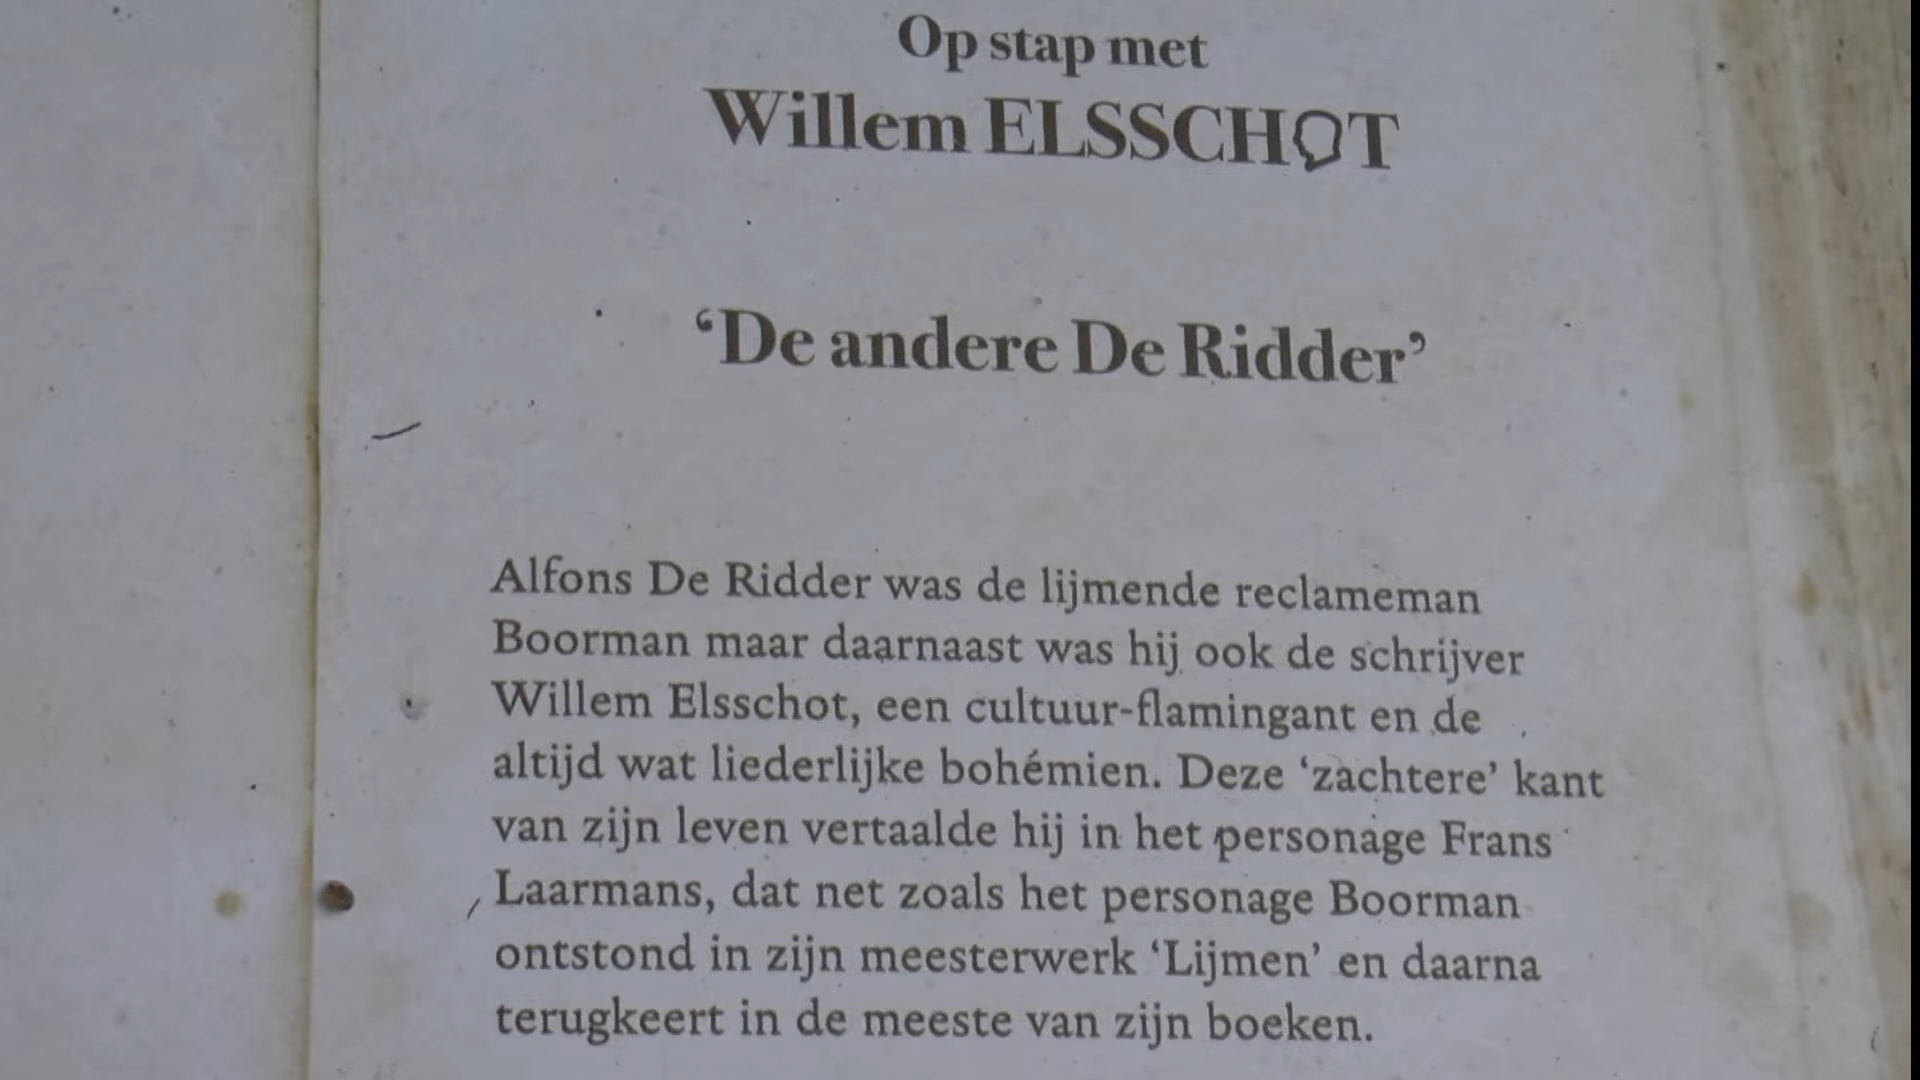 Op stap met
Willem ELSSCHOT
‘De andere De Ridder’
Alfons De Ridder was de lijmende reclameman
Boorman maar daarnaast was hij ook de schrijver
Willem Elsschot, een cultuur-flamingant en de
altijd wat liederlijke bohémien. Deze ‘zachtere’ kant
van zijn leven vertaalde hij in het personage Frans
Laarmans, dat net zoals het personage Boorman
ontstond in zijn meesterwerk ‘Lijmen’ en daarna
terugkeert in de meeste van zijn boeken.